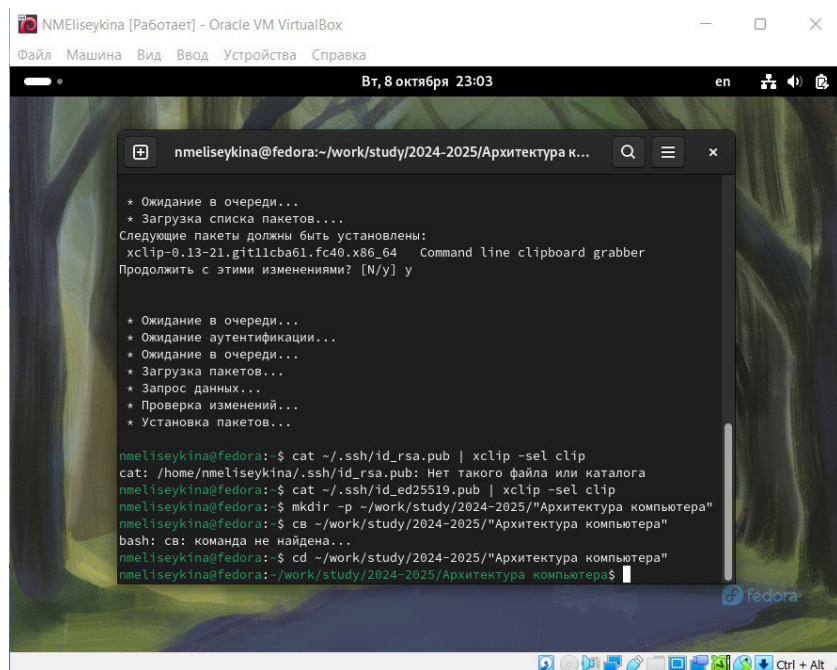 NMEliseykina [Работает] - Oracle VM VirtualBox
Файл Машина Вид Ввод Устройства Справка
Вт, 8 октября 23:03 en
nmeliseykina@fedora:~/work/study/2024-2025/Архитектура к...
* Ожидание в очереди...
* Загрузка списка пакетов....
Следующие пакеты должны быть установлены:
xclip-0.13-21.git11cba61.fc40.x86_64 Command line clipboard grabber
Продолжить с этими изменениями? [N/y] y
* Ожидание в очереди...
* Ожидание аутентификации...
* Ожидание в очереди...
* Загрузка пакетов...
* Запрос данных...
* Проверка изменений...
* Установка пакетов...
nmeliseykina@fedora:~$ cat ~/.ssh/id_rsa.pub | xclip -sel clip
cat: /home/nmeliseykina/.ssh/id_rsa.pub: Нет такого файла или каталога
nmeliseykina@fedora:~$ cat ~/.ssh/id_ed25519.pub | xclip -sel clip
nmeliseykina@fedora:~$ mkdir -p ~/work/study/2024-2025/"Архитектура компьютера"
nmeliseykina@fedora:~$ св ~/work/study/2024-2025/"Архитектура компьютера"
bash: св: команда не найдена...
nmeliseykina@fedora:~$ cd ~/work/study/2024-2025/"Архитектура компьютера"
nmeliseykina@fedora:~/work/study/2024-2025/Архитектура компьютера$
fedora
Ctrl + Alt